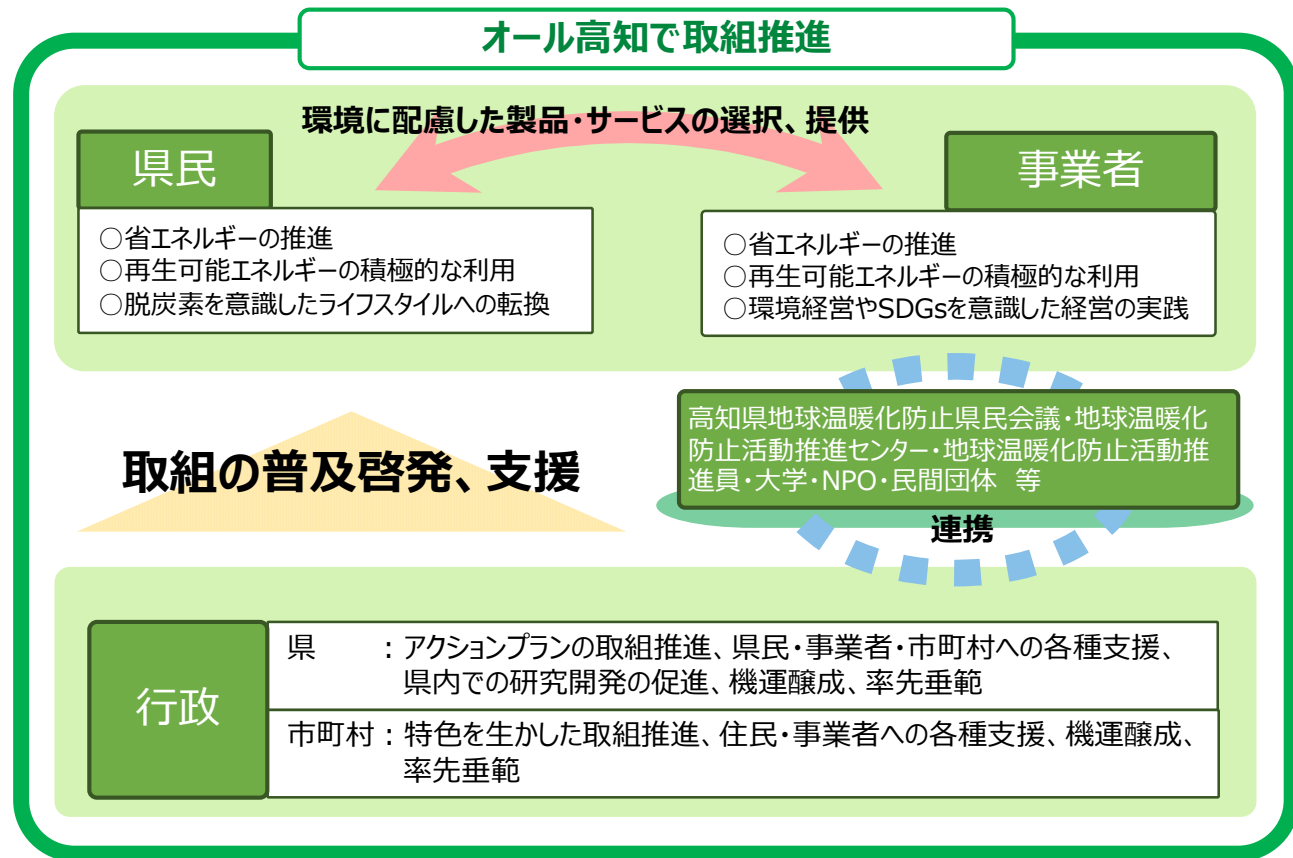 オール高知で取組推進
環境に配慮した製品・サービスの選択、提供
県民
○省エネルギーの推進
○再生可能エネルギーの積極的な利用
○脱炭素を意識したライフスタイルへの転換
事業者
○省エネルギーの推進
○再生可能エネルギーの積極的な利用
○環境経営やSDGsを意識した経営の実践
取組の普及啓発、支援
高知県地球温暖化防止県民会議・地球温暖化
防止活動推進センター・地球温暖化防止活動推
進員・大学・NPO・民間団体　等
連携
行政
県　　：アクションプランの取組推進、県民・事業者・市町村への各種支援、
県内での研究開発の促進、機運醸成、率先垂範
市町村：特色を生かした取組推進、住民・事業者への各種支援、機運醸成、
率先垂範